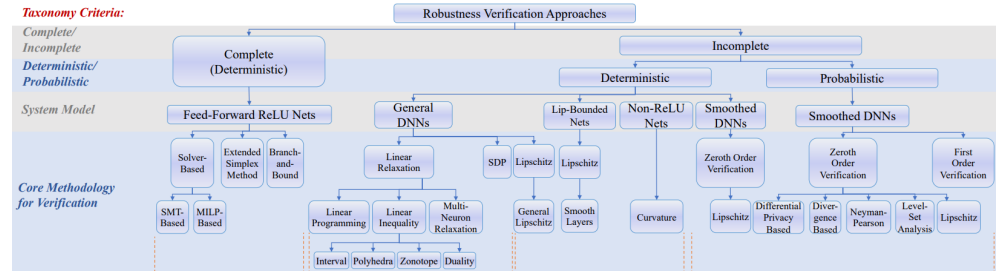 Taxonomy Criteria:
Robustness Verification Approaches
Complete/
Incomplete
Complete
(Deterministic)
Incomplete
Deterministic/
Probabilistic
Deterministic
Probabilistic
System Model
Feed-Forward ReLU Nets
General
DNNs
Lip-Bounded
Nets
Non-ReLU
Nets
Smoothed
DNNs
Smoothed DNNs
Core Methodology
for Verification
Solver-
Based
Extended
Simplex
Method
Branch-
and-
Bound
Linear
Relaxation
SDP
Lipschitz
Lipschitz
Zeroth Order
Verification
Zeroth
Order
Verification
First
Order
Verification
SMT-
Based
MILP-
Based
Linear
Programming
Linear
Inequality
Multi-
Neuron
Relaxation
General
Lipschitz
Smooth
Layers
Curvature
Lipschitz
Differential
Privacy
Based
Diver-
gence
Based
Neyman-
Pearson
Level-
Set
Analysis
Lipschitz
Interval
Polyhedra
Zonotope
Duality